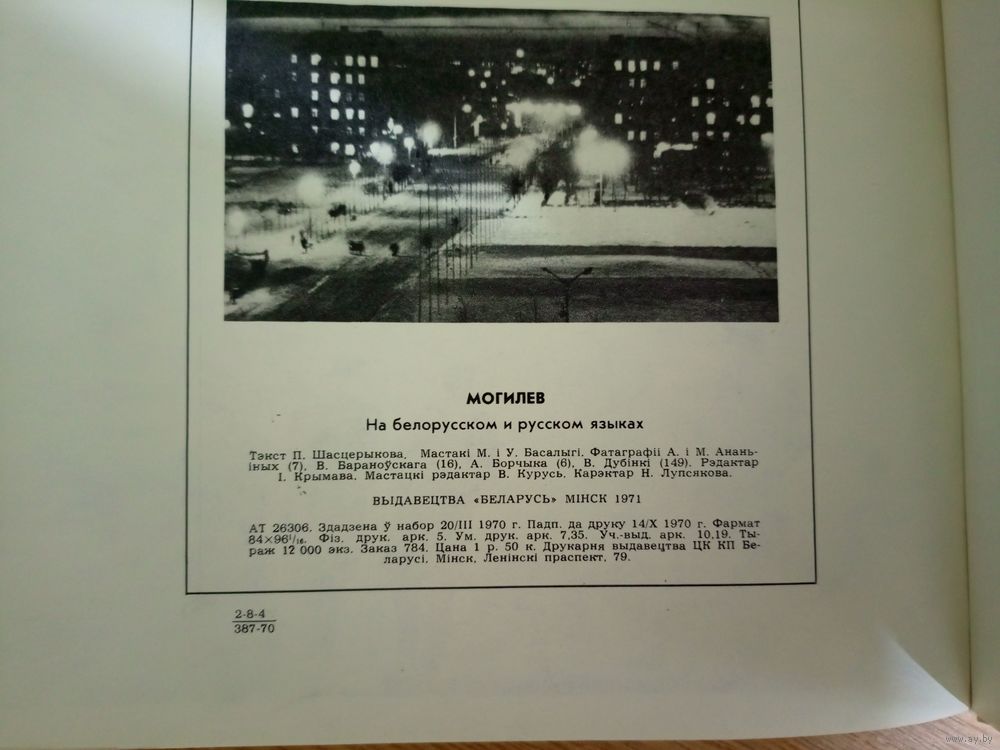 МОГИЛЕВ
На белорусском и русском языках
Тэкст П. Шасцерыкова. Мастакі М. і У. Басалыгі. Фатаграфіі А. і М. Анань-
іных (7), В. Бараноўскага (16), А. Борчыка (6), В. Дубінкі (149). Рэдактар
І. Крымава. Мастацкі рэдактар В. Курусь. Карэктар Н. Лупсякова.
ВЫДАВЕЦТВА «БЕЛАРУСЬ» МІНСК 1971
АТ 26306. Здадзена ў набор 20/III 1970 г. Падп. да друку 14/X 1970 г. Фармат
84×96¹/₁₆. Фіз. друк. арк. 5. Ум. друк. арк. 7,35. Уч.-выд. арк. 10,19. Ты-
раж 12 000 экз. Заказ 784. Цана 1 р. 50 к. Друкарня выдавецтва ЦК КП Бе-
ларусі. Мінск, Ленінскі праспект, 79.
2-8-4
387-70
www.ay.by